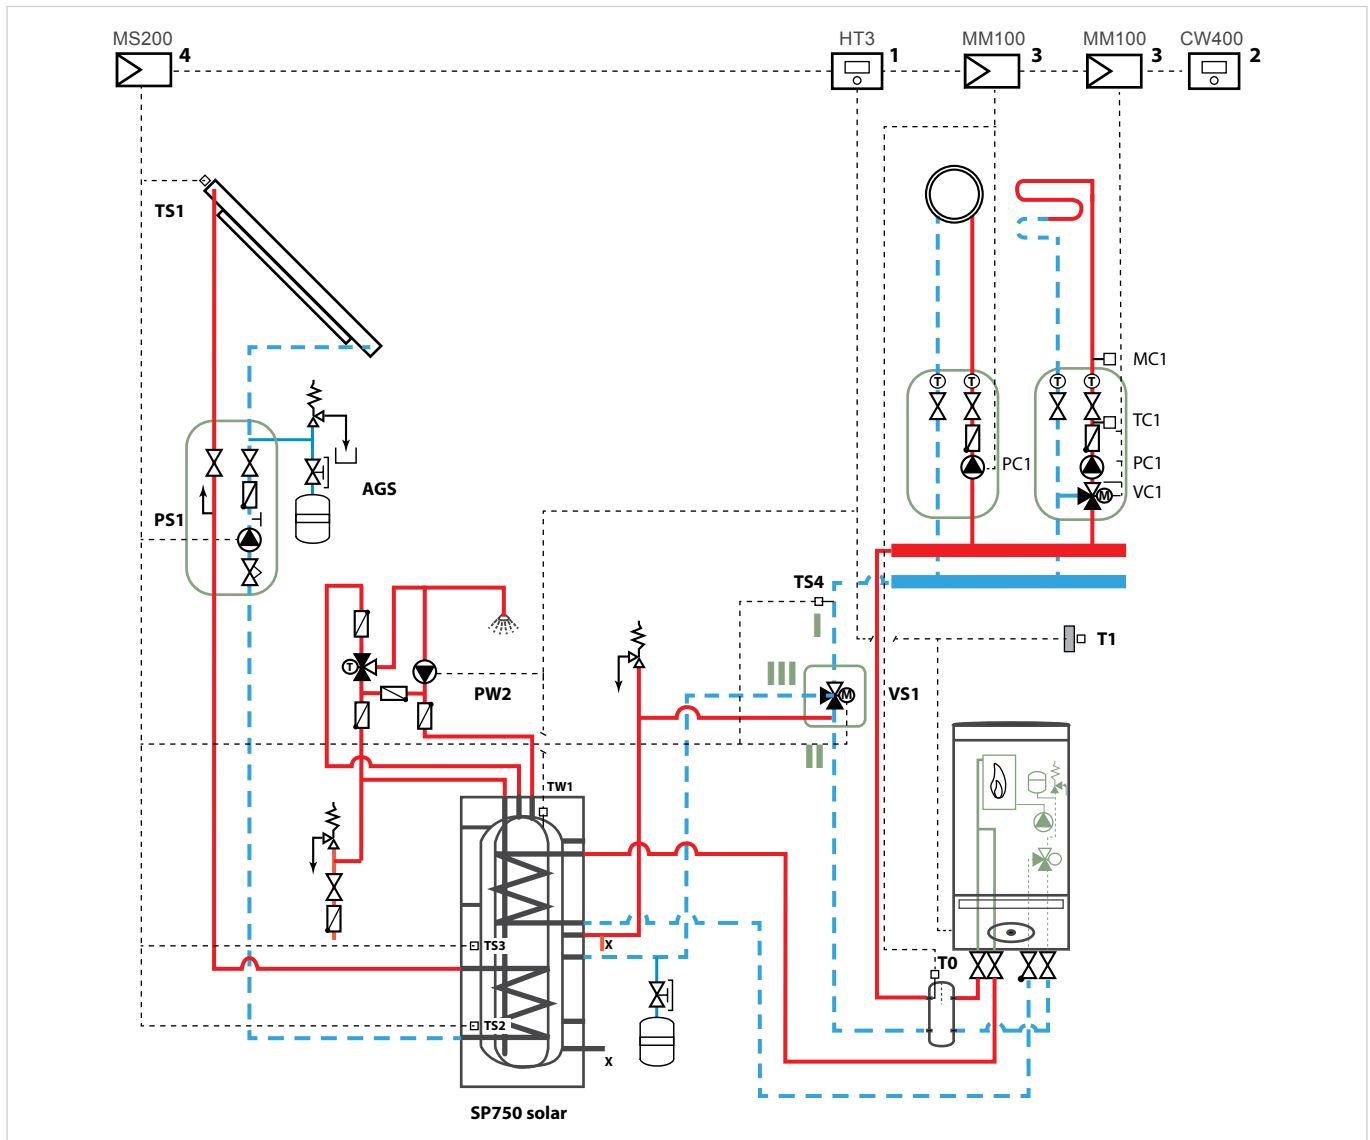 MS200 4
HT3 1
MM100 3
MM100 3
CW400 2
TS1
T T
T T
MC1
TC1
PC1
PC1
VC1
M
AGS
PS1
TS4
I
T1
T
PW2
III
M
VS1
II
TW1
TS3
x
T0
TS2
x
SP750 solar